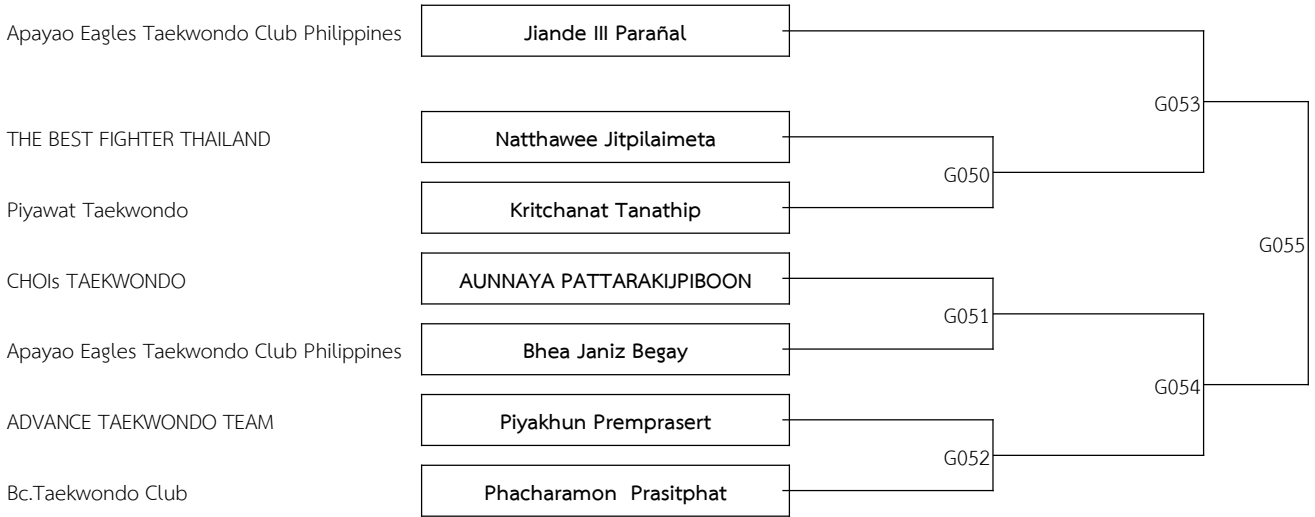 Apayao Eagles Taekwondo Club Philippines Jiande III Parañal
G053
THE BEST FIGHTER THAILAND Natthawee Jitpilaimeta
G050
Piyawat Taekwondo Kritchanat Tanathip
G055
CHOIs TAEKWONDO AUNNAYA PATTARAKIJPIBOON
G051
Apayao Eagles Taekwondo Club Philippines Bhea Janiz Begay
G054
ADVANCE TAEKWONDO TEAM Piyakhun Premprasert
G052
Bc.Taekwondo Club Phacharamon Prasitphat